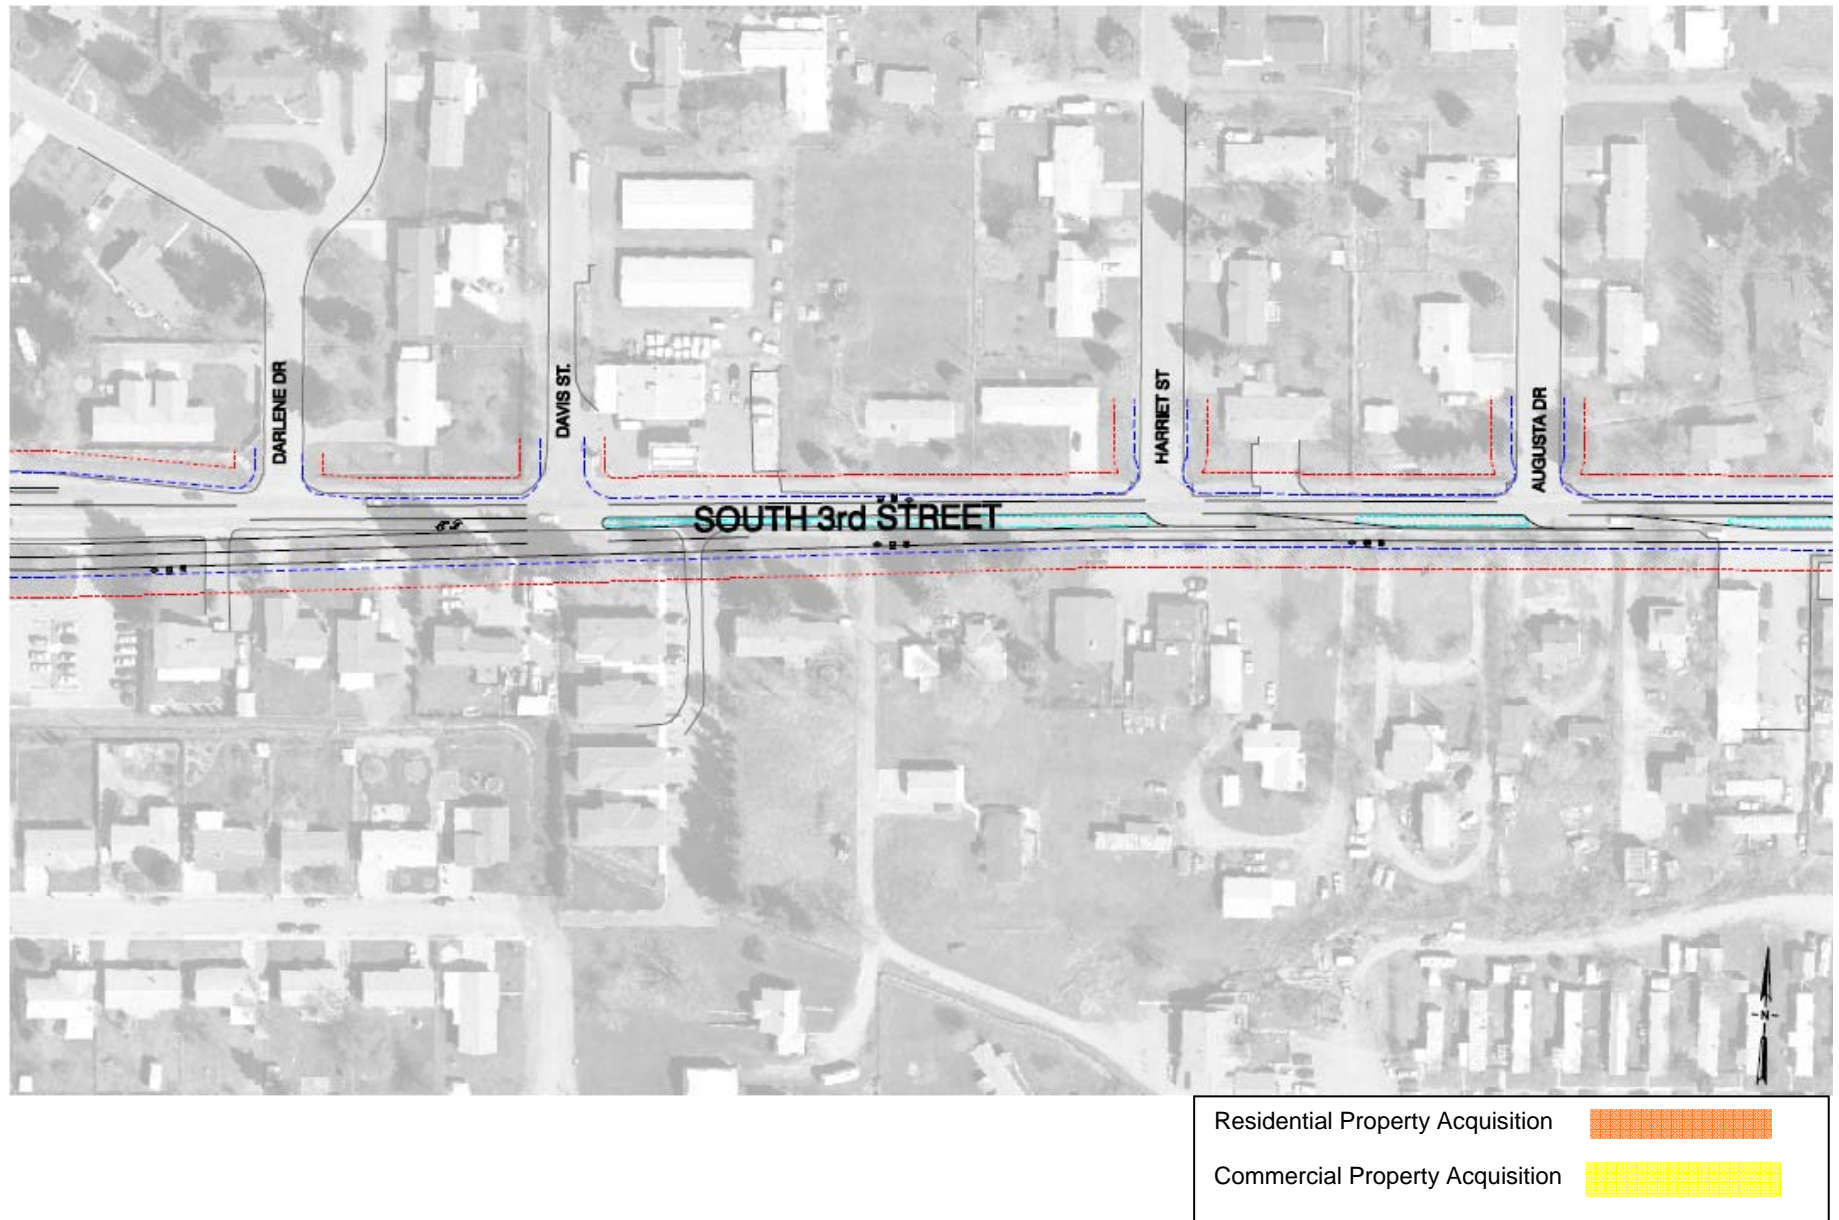 DARLENE DR
DAVIS ST.
HARRIET ST
AUGUSTA DR
SOUTH 3rd STREET
-N-
Residential Property Acquisition
Commercial Property Acquisition